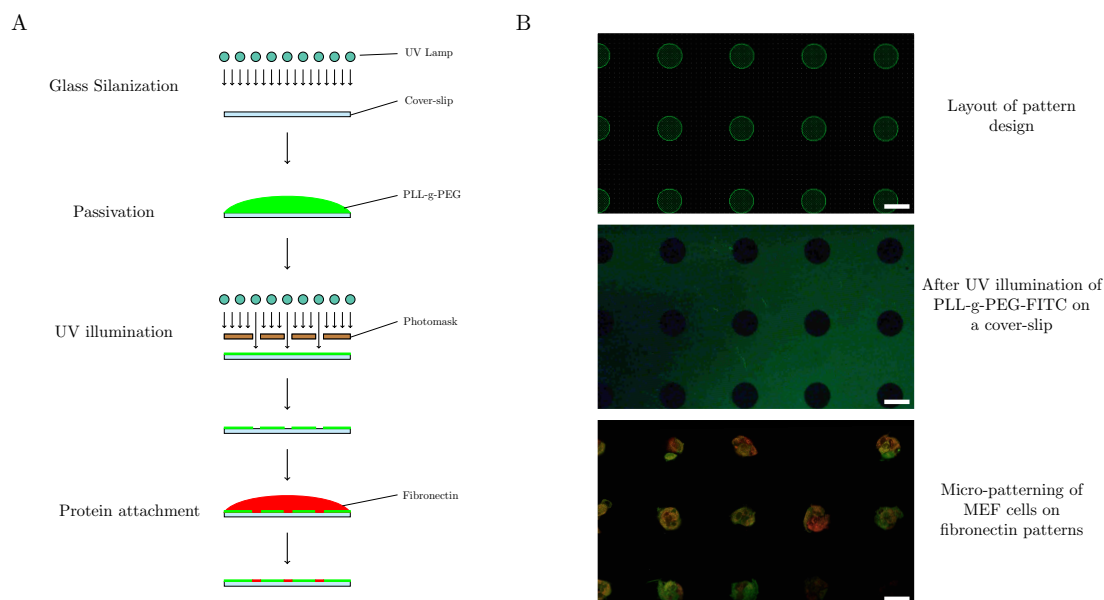 A
UV Lamp
Glass Silanization
Cover-slip
PLL-g-PEG
Passivation
UV illumination
Photomask
Protein attachment
Fibronectin
B
Layout of pattern
design
After UV illumination of
PLL-g-PEG-FITC on
a cover-slip
Micro-patterning of
MEF cells on
fibronectin patterns